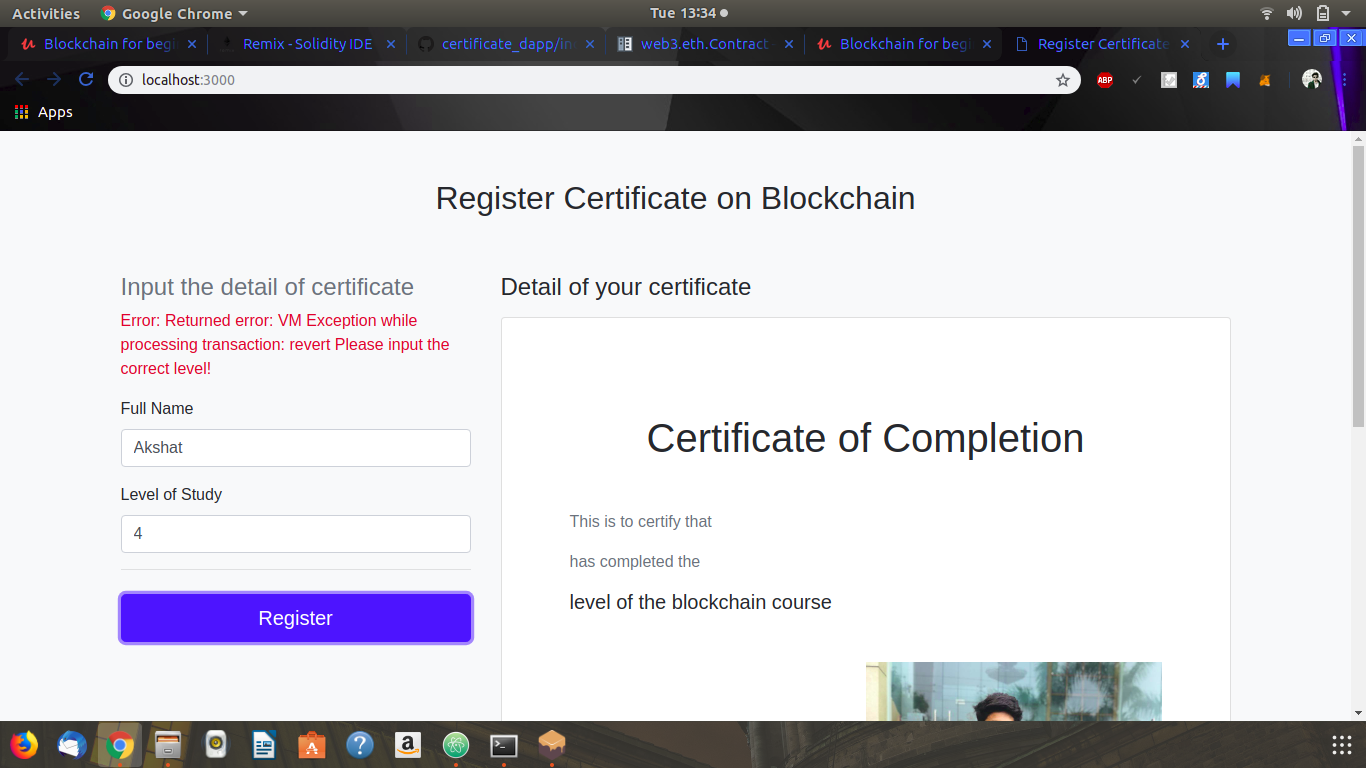 Activities
Google Chrome
Tue 13:34
Blockchain for begi
Remix - Solidity IDE
certificate_dapp/in
web3.eth.Contract
Blockchain for begi
Register Certificate
localhost:3000
ABP
Apps
Register Certificate on Blockchain
Input the detail of certificate
Error: Returned error: VM Exception while
processing transaction: revert Please input the
correct level!
Full Name
Akshat
Level of Study
4
Register
Detail of your certificate
Certificate of Completion
This is to certify that
has completed the
level of the blockchain course